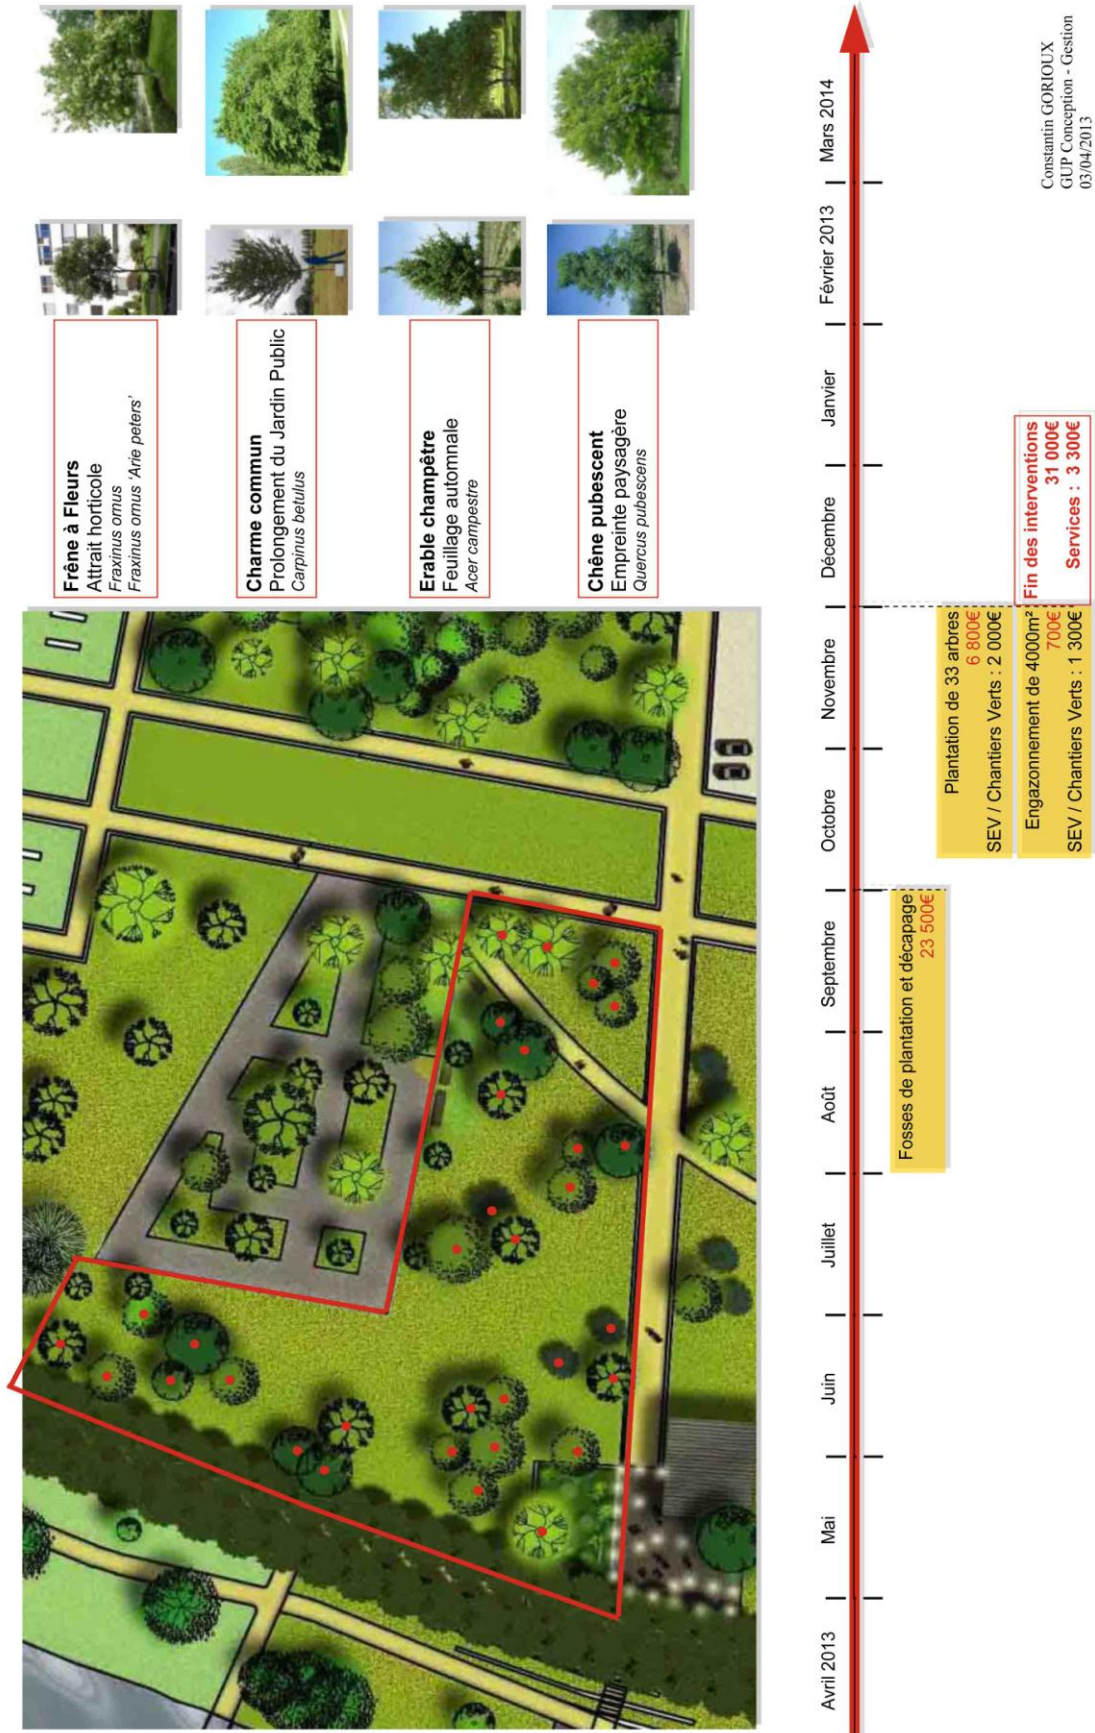 Frêne à Fleurs
Attrait horticole
Fraxinus ornus
Fraxinus ornus 'Arie peters'
Charme commun
Prolongement du Jardin Public
Carpinus betulus
Erable champêtre
Feuillage automnale
Acer campestre
Chêne pubescent
Empreinte paysagère
Quercus pubescens
Avril 2013
Mai
Juin
Juillet
Août
Septembre
Octobre
Novembre
Décembre
Janvier
Février 2013
Mars 2014
Fosses de plantation et décapage
23 500€
Plantation de 33 arbres
6 800€
SEV / Chantiers Verts : 2 000€
Engazonnement de 4000m²
700€
SEV / Chantiers Verts : 1 300€
Fin des interventions
31 000€
Services : 3 300€
Constantin GORIOUX
GUP Conception - Gestion
03/04/2013